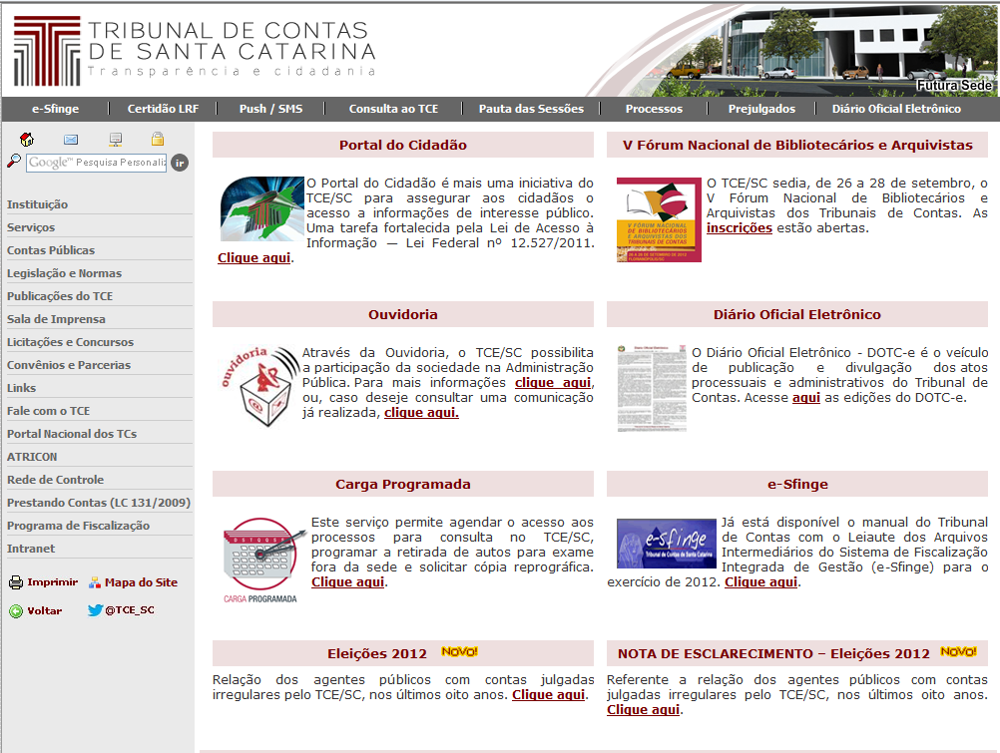 TRIBUNAL DE CONTAS
DE SANTA CATARINA
Transparência e cidadania
Futura Sede
e-Sfinge
Certidão LRF
Push / SMS
Consulta ao TCE
Pauta das Sessões
Processos
Prejulgados
Diário Oficial Eletrônico
Google™ Pesquisa Personaliz
ir
Instituição
Serviços
Contas Públicas
Legislação e Normas
Publicações do TCE
Sala de Imprensa
Licitações e Concursos
Convênios e Parcerias
Links
Fale com o TCE
Portal Nacional dos TCs
ATRICON
Rede de Controle
Prestando Contas (LC 131/2009)
Programa de Fiscalização
Intranet
Imprimir
Mapa do Site
Voltar
@TCE_SC
Portal do Cidadão
O Portal do Cidadão é mais uma iniciativa do
TCE/SC para assegurar aos cidadãos o
acesso a informações de interesse público.
Uma tarefa fortalecida pela Lei de Acesso à
Informação — Lei Federal nº 12.527/2011.
Clique aqui.
V Fórum Nacional de Bibliotecários e Arquivistas
V FÓRUM NACIONAL
DE BIBLIOTECÁRIOS
E ARQUIVISTAS DOS
TRIBUNAIS DE CONTAS
26 A 28 DE SETEMBRO DE 2012
FLORIANÓPOLIS/SC
O TCE/SC sedia, de 26 a 28 de setembro, o
V Fórum Nacional de Bibliotecários e
Arquivistas dos Tribunais de Contas. As
inscrições estão abertas.
Ouvidoria
ouvidoria
@
Através da Ouvidoria, o TCE/SC possibilita
a participação da sociedade na Administração
Pública. Para mais informações clique aqui,
ou, caso deseje consultar uma comunicação
já realizada, clique aqui.
Diário Oficial Eletrônico
O Diário Oficial Eletrônico - DOTC-e é o veículo
de publicação e divulgação dos atos
processuais e administrativos do Tribunal de
Contas. Acesse aqui as edições do DOTC-e.
Carga Programada
OUTUBRO
CARGA PROGRAMADA
Este serviço permite agendar o acesso aos
processos para consulta no TCE/SC,
programar a retirada de autos para exame
fora da sede e solicitar cópia reprográfica.
Clique aqui.
e-Sfinge
e-Sfinge
Tribunal de Contas de Santa Catarina
Já está disponível o manual do Tribunal
de Contas com o Leiaute dos Arquivos
Intermediários do Sistema de Fiscalização
Integrada de Gestão (e-Sfinge) para o
exercício de 2012. Clique aqui.
Eleições 2012 NoVo!
Relação dos agentes públicos com contas julgadas
irregulares pelo TCE/SC, nos últimos oito anos. Clique aqui.
NOTA DE ESCLARECIMENTO – Eleições 2012 NoVo!
Referente a relação dos agentes públicos com contas
julgadas irregulares pelo TCE/SC, nos últimos oito anos.
Clique aqui.